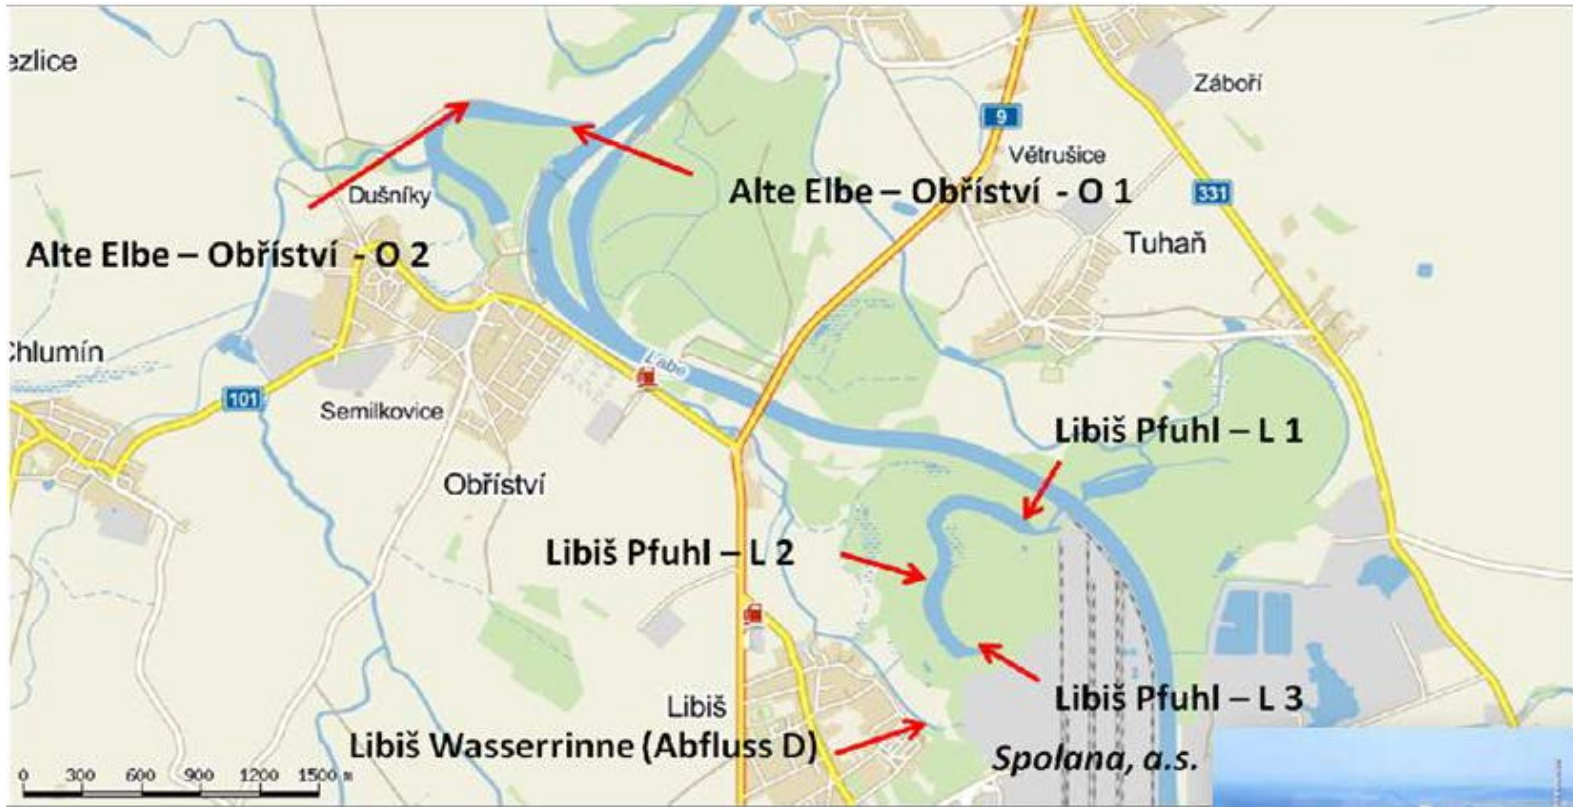 ezlice
Záboří
9
Větrušice
331
Dušníky
Alte Elbe – Obříství - O 1
Tuhaň
Alte Elbe – Obříství - O 2
Chlumín
Labe
101
Semilkovice
Libiš Pfuhl – L 1
Obříství
Libiš Pfuhl – L 2
Libiš Pfuhl – L 3
Libiš
Libiš Wasserrinne (Abfluss D)
Spolana, a.s.
0 300 600 900 1200 1500 m